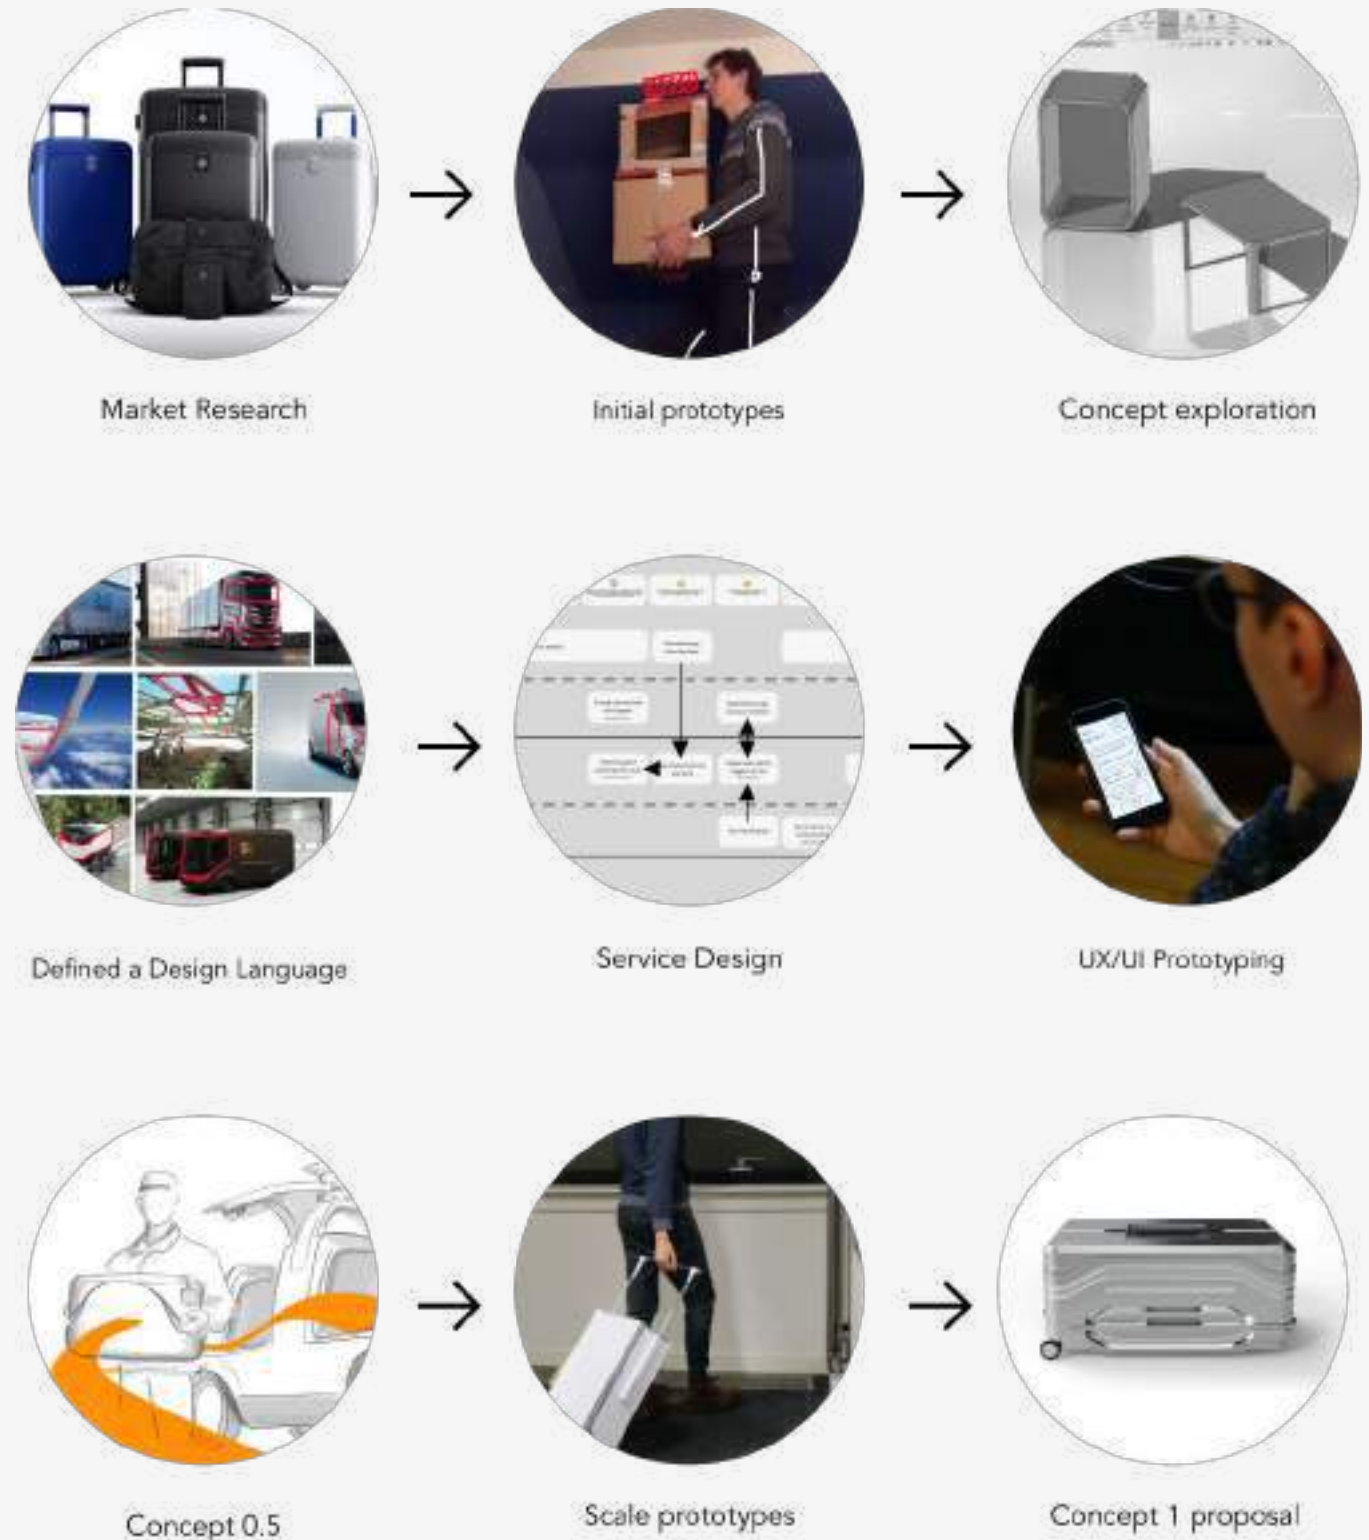 Market Research
Initial prototypes
Concept exploration
Defined a Design Language
Service Design
UX/UI Prototyping
Concept 0.5
Scale prototypes
Concept 1 proposal